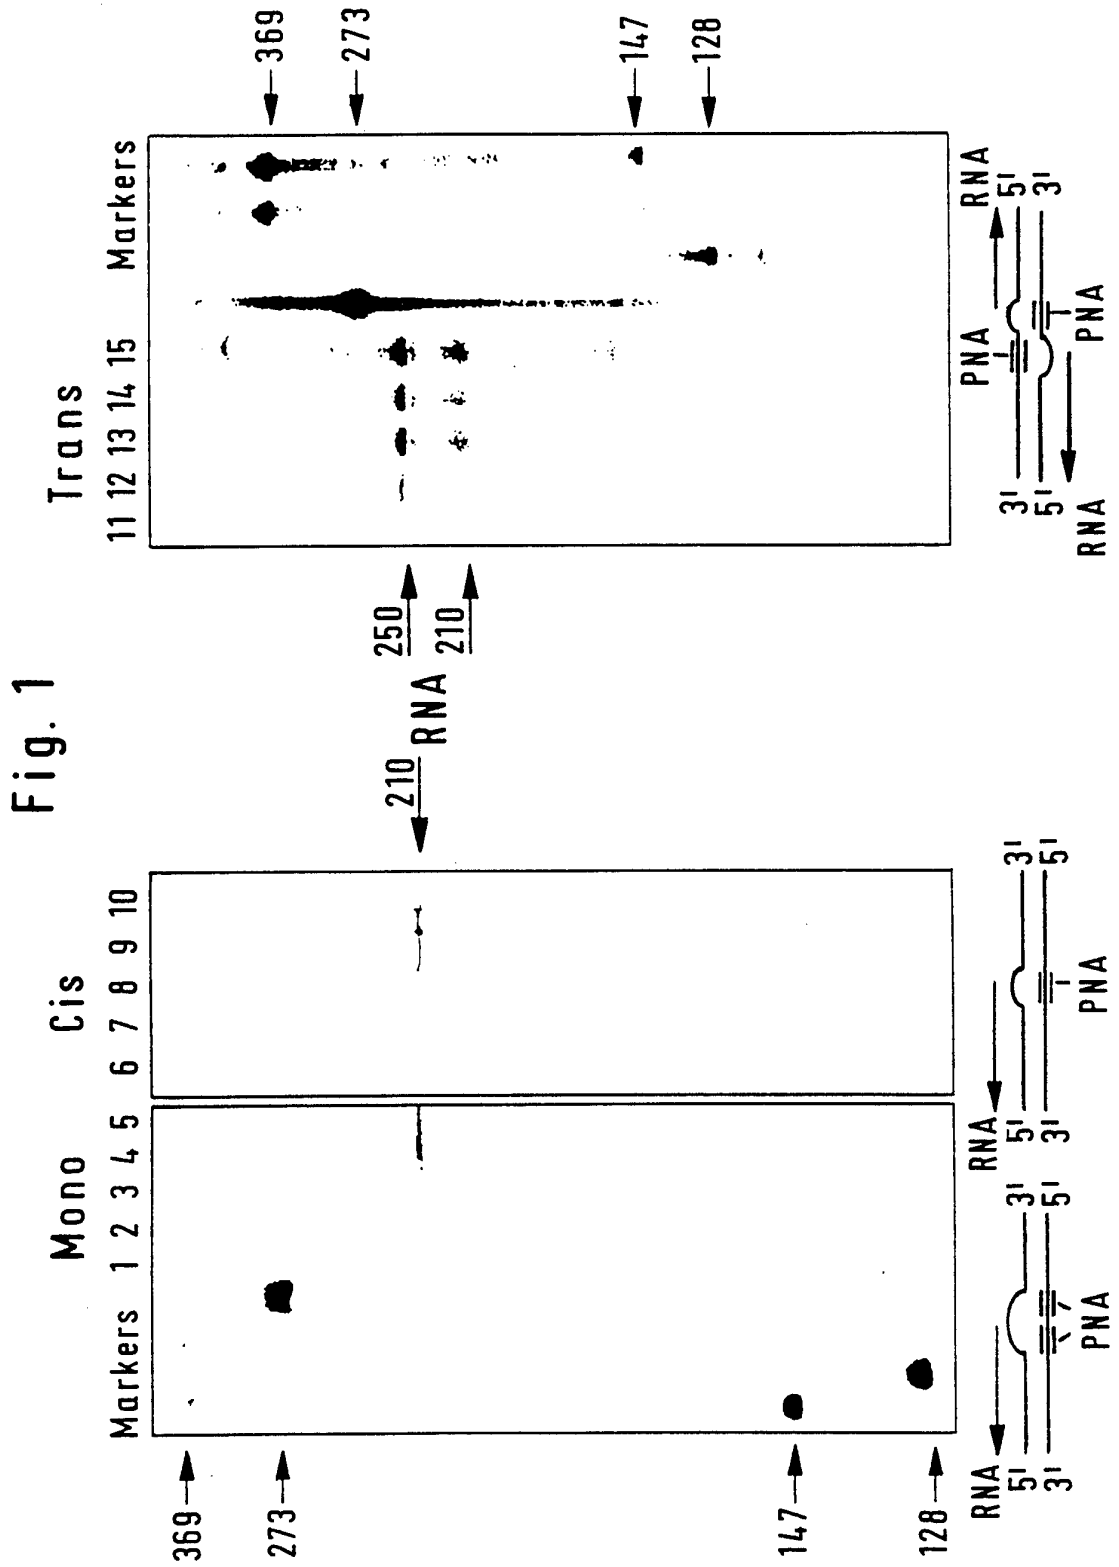 Fig. 1
Mono
Cis
Trans
Markers 1 2 3 4 5
6 7 8 9 10
11 12 13 14 15 Markers
369
273
147
128
210
RNA
250
210
369
273
147
128
RNA
5' 3'
3' 5'
PNA
RNA
5' 3'
3' 5'
PNA
PNA RNA
3' 5'
5' 3'
RNA PNA